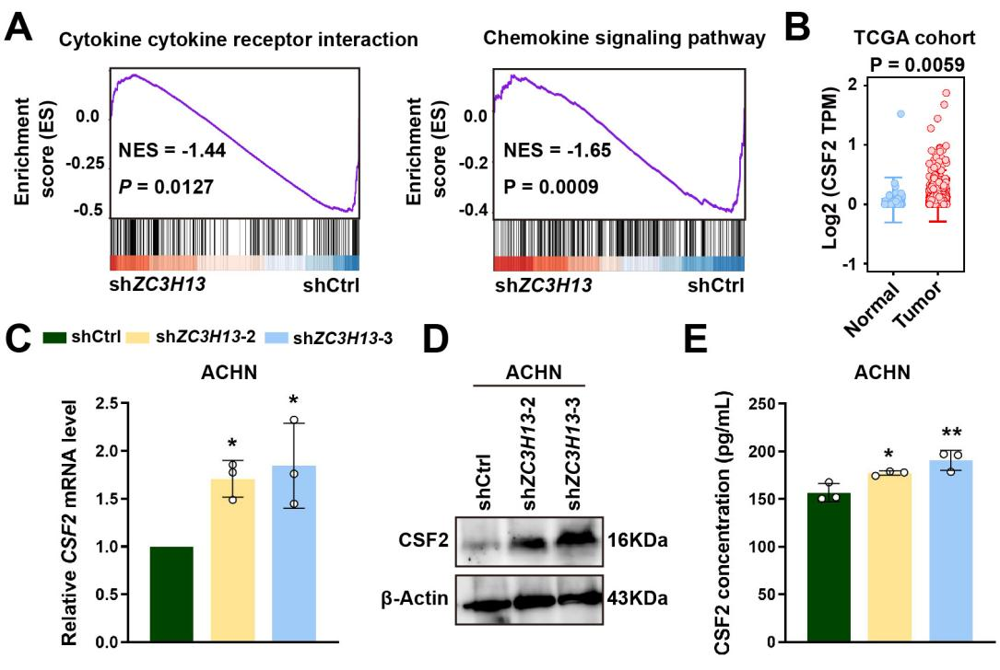 A
Cytokine cytokine receptor interaction
Enrichment
score (ES)
0.0
-0.25
-0.5
NES = -1.44
P = 0.0127
shZC3H13
shCtrl
Chemokine signaling pathway
Enrichment
score (ES)
0.0
-0.2
-0.4
NES = -1.65
P = 0.0009
shZC3H13
shCtrl
B
TCGA cohort
P = 0.0059
Log2 (CSF2 TPM)
2
1
0
-1
Normal
Tumor
C
shCtrl
shZC3H13-2
shZC3H13-3
ACHN
Relative CSF2 mRNA level
2.5
2.0
1.5
1.0
0.5
0.0
*
*
D
ACHN
shCtrl
shZC3H13-2
shZC3H13-3
CSF2
16KDa
β-Actin
43KDa
E
ACHN
CSF2 concentration (pg/mL)
250
200
150
100
50
0
*
**